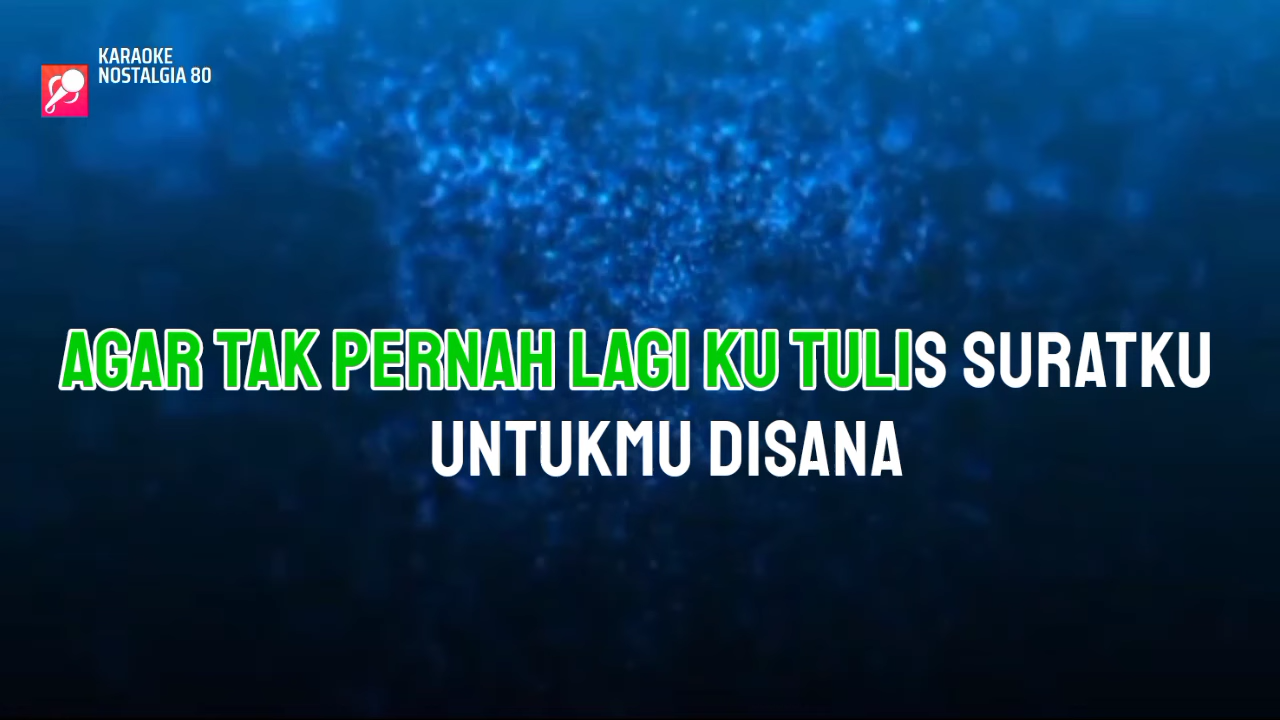 KARAOKE
NOSTALGIA 80
AGAR TAK PERNAH LAGI KU TULIS SURATKU
UNTUKMU DISANA